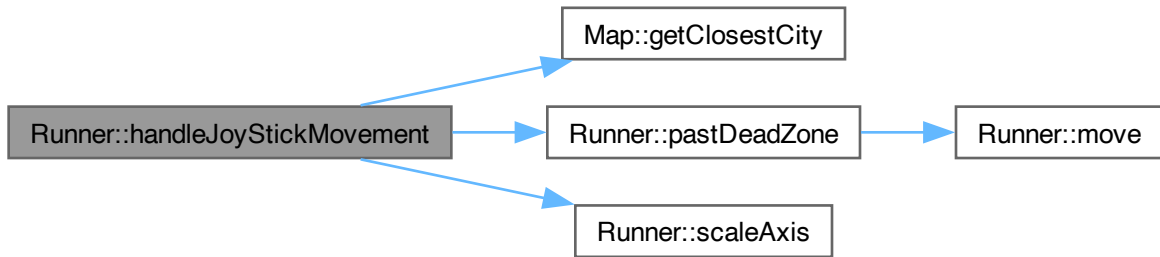 Map::getClosestCity
Runner::handleJoyStickMovement
Runner::pastDeadZone
Runner::move
Runner::scaleAxis